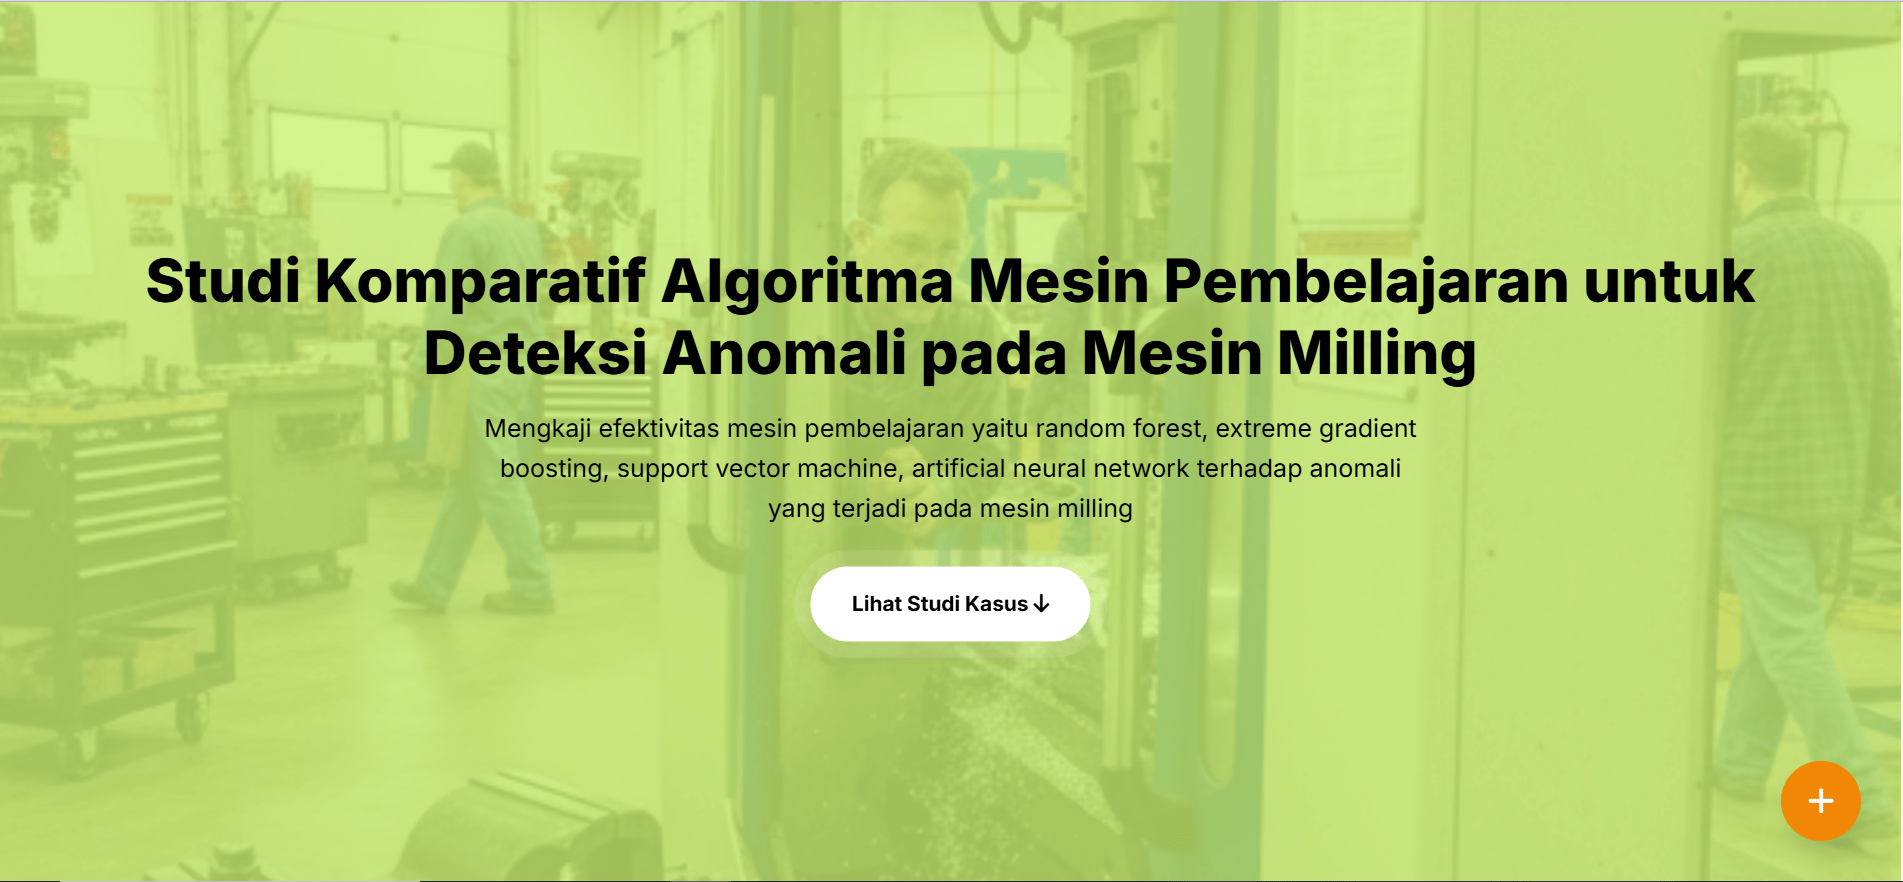 Studi Komparatif Algoritma Mesin Pembelajaran untuk
Deteksi Anomali pada Mesin Milling
Mengkaji efektivitas mesin pembelajaran yaitu random forest, extreme gradient
boosting, support vector machine, artificial neural network terhadap anomali
yang terjadi pada mesin milling
Lihat Studi Kasus ↓
+